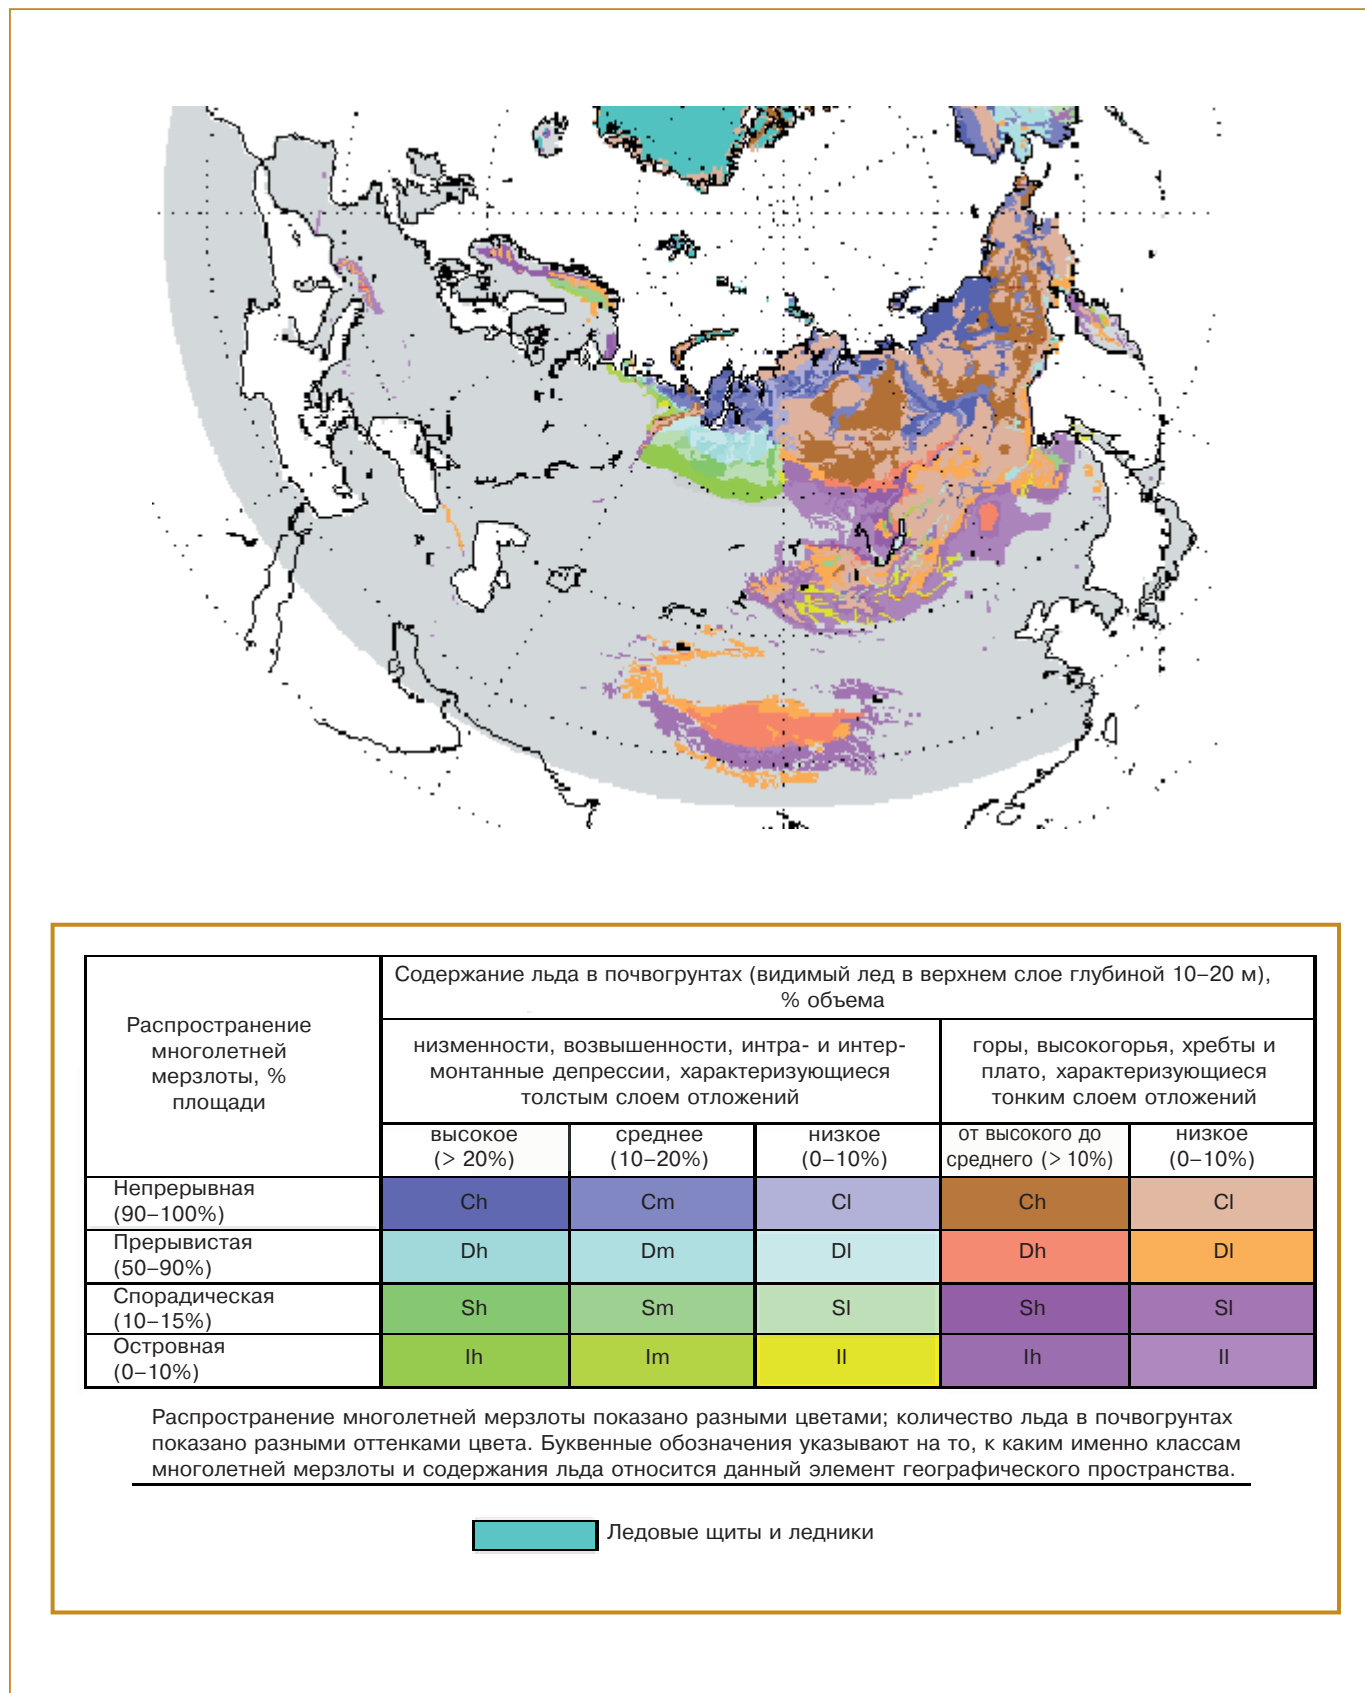 Распространение
многолетней
мерзлоты, %
площади
Содержание льда в почвогрунтах (видимый лед в верхнем слое глубиной 10–20 м),
% объема
низменности, возвышенности, интра- и интер-
монтанные депрессии, характеризующиеся
толстым слоем отложений
горы, высокогорья, хребты и
плато, характеризующиеся
тонким слоем отложений
высокое
(> 20%)
среднее
(10–20%)
низкое
(0–10%)
от высокого до
среднего (> 10%)
низкое
(0–10%)
Непрерывная
(90–100%)
Ch
Cm
Cl
Ch
Cl
Прерывистая
(50–90%)
Dh
Dm
Dl
Dh
Dl
Спорадическая
(10–15%)
Sh
Sm
Sl
Sh
Sl
Островная
(0–10%)
Ih
Im
Il
Ih
Il
Распространение многолетней мерзлоты показано разными цветами; количество льда в почвогрунтах
показано разными оттенками цвета. Буквенные обозначения указывают на то, к каким именно классам
многолетней мерзлоты и содержания льда относится данный элемент географического пространства.
Ледовые щиты и ледники